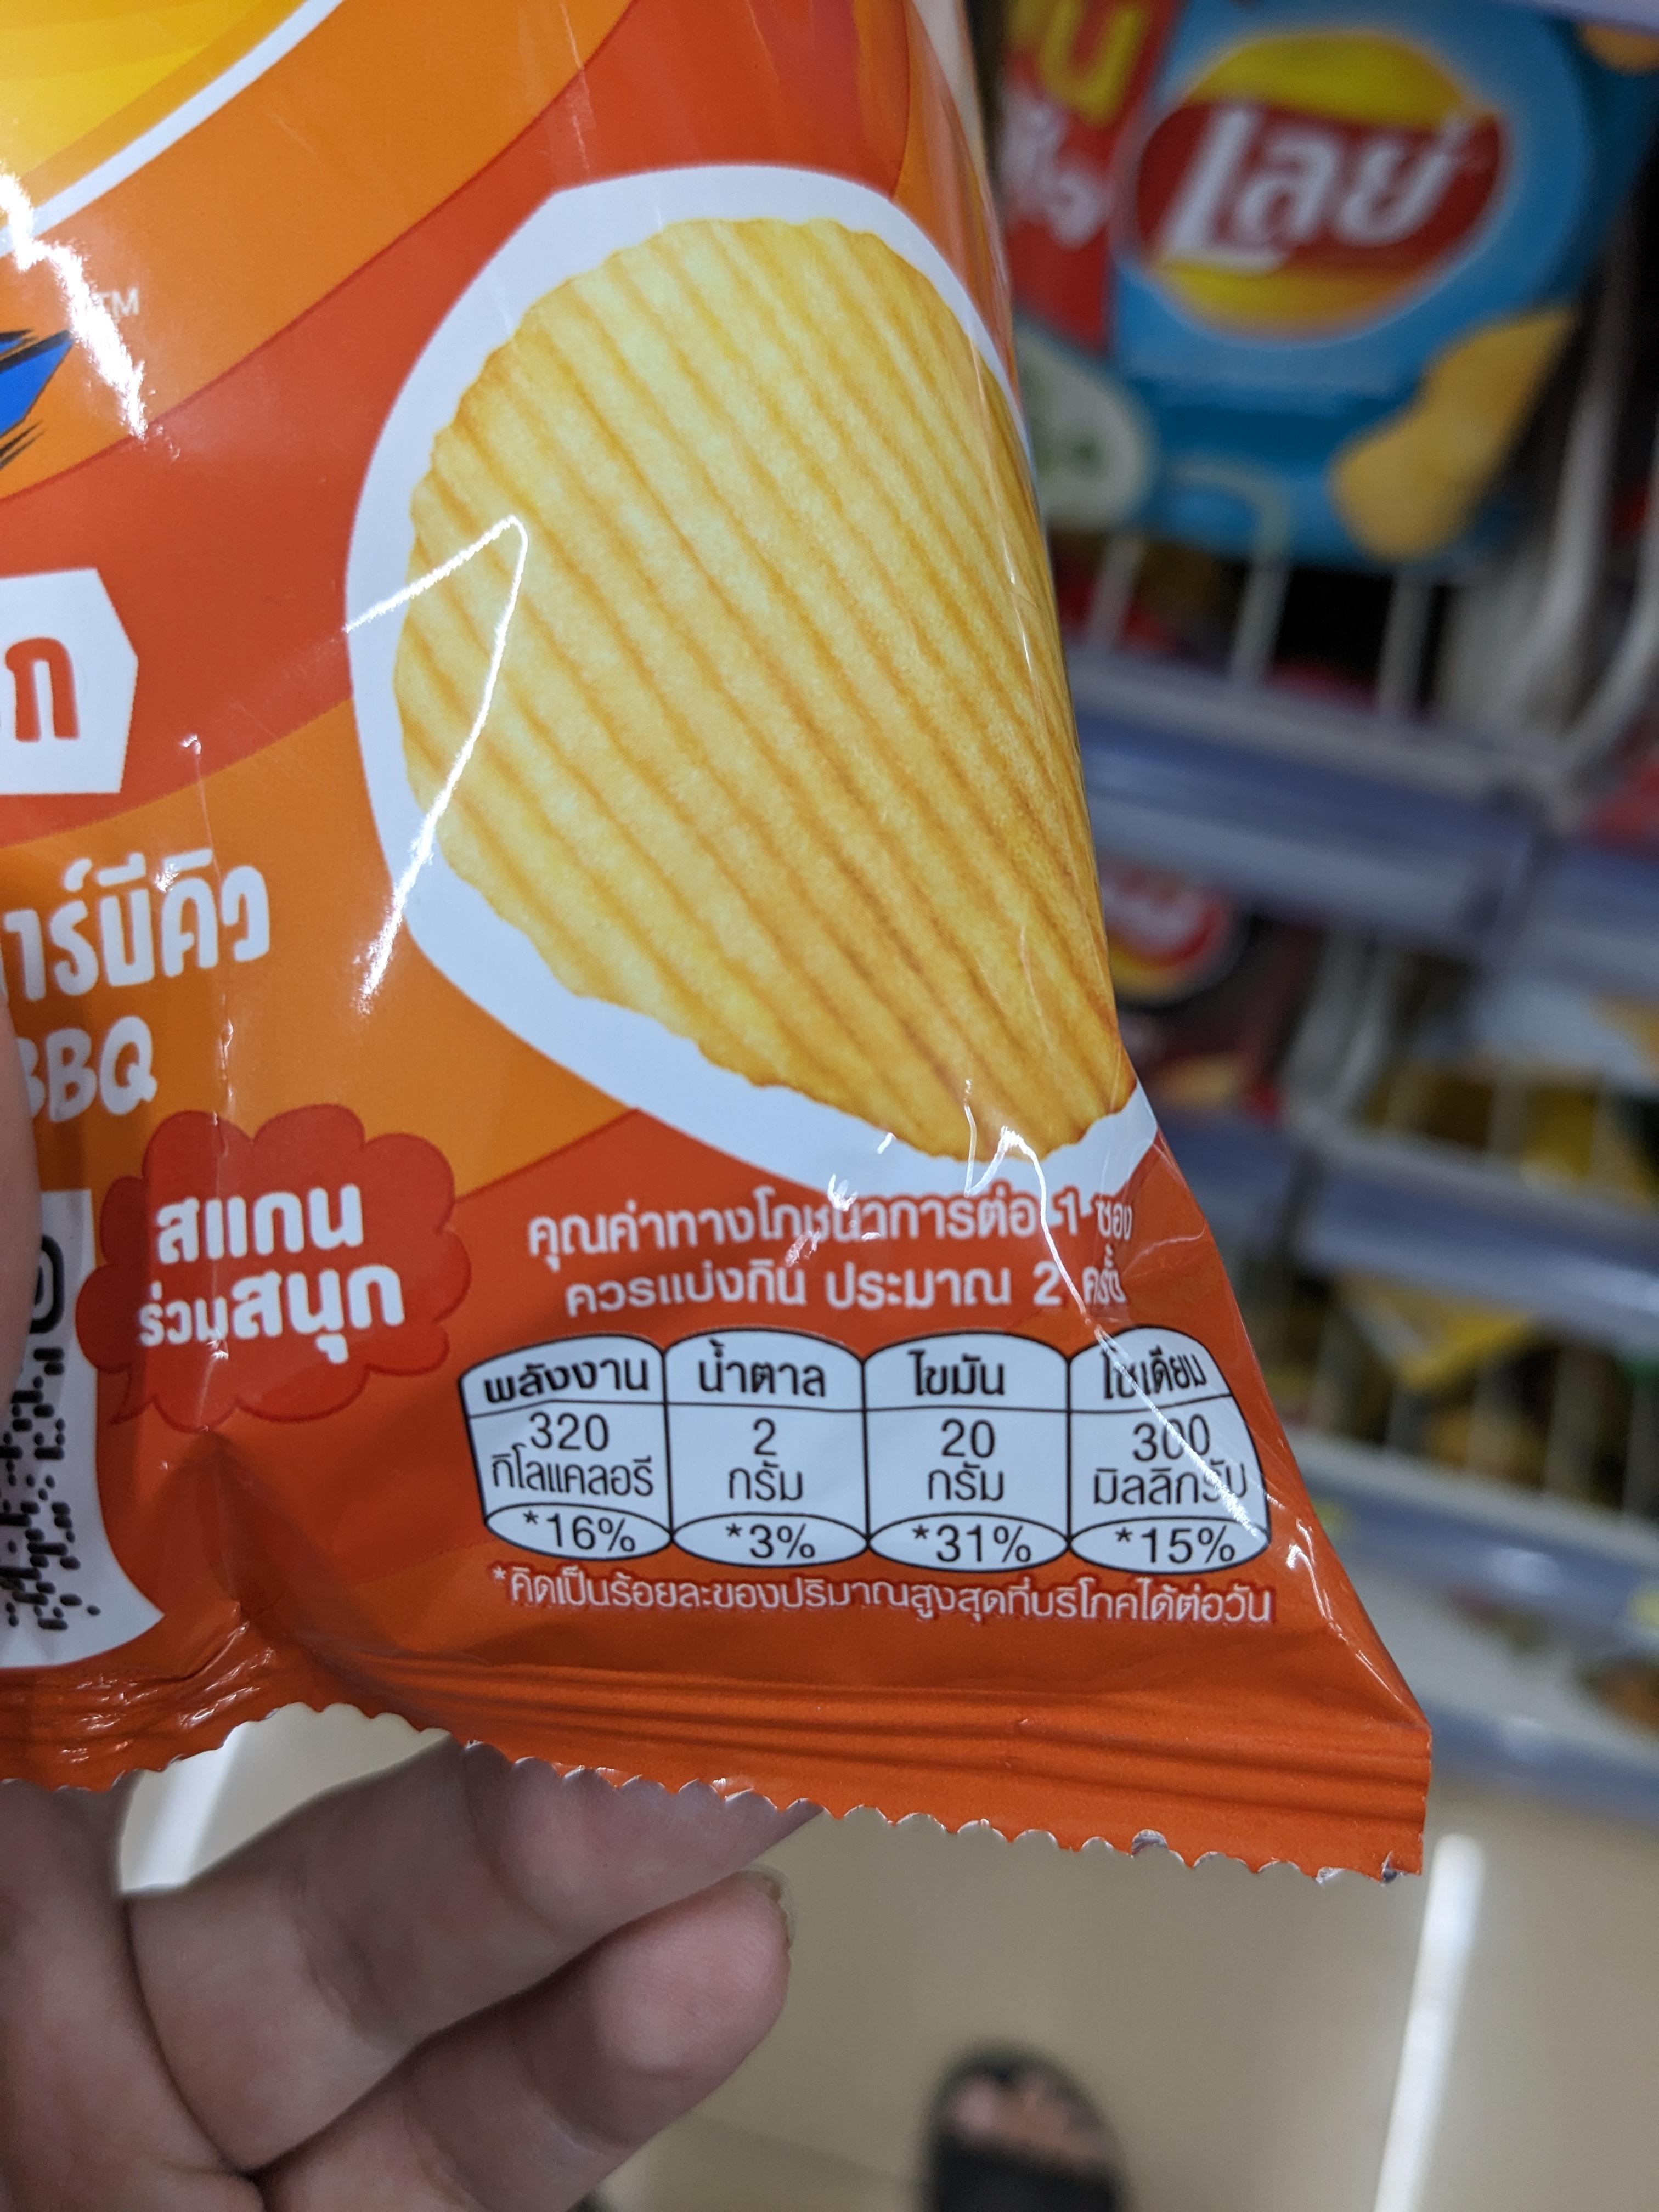 เลย์
TM
ก
าร์บีคิว
BBQ
สแกน
ร่วมสนุก
คุณค่าทางโภชนาการต่อ 1 ซอง
ควรแบ่งกิน ประมาณ 2 ครั้ง
พลังงาน น้ำตาล ไขมัน โซเดียม
320 2 20 300
กิโลแคลอรี กรัม กรัม มิลลิกรัม
*16% *3% *31% *15%
*คิดเป็นร้อยละของปริมาณสูงสุดที่บริโภคได้ต่อวัน